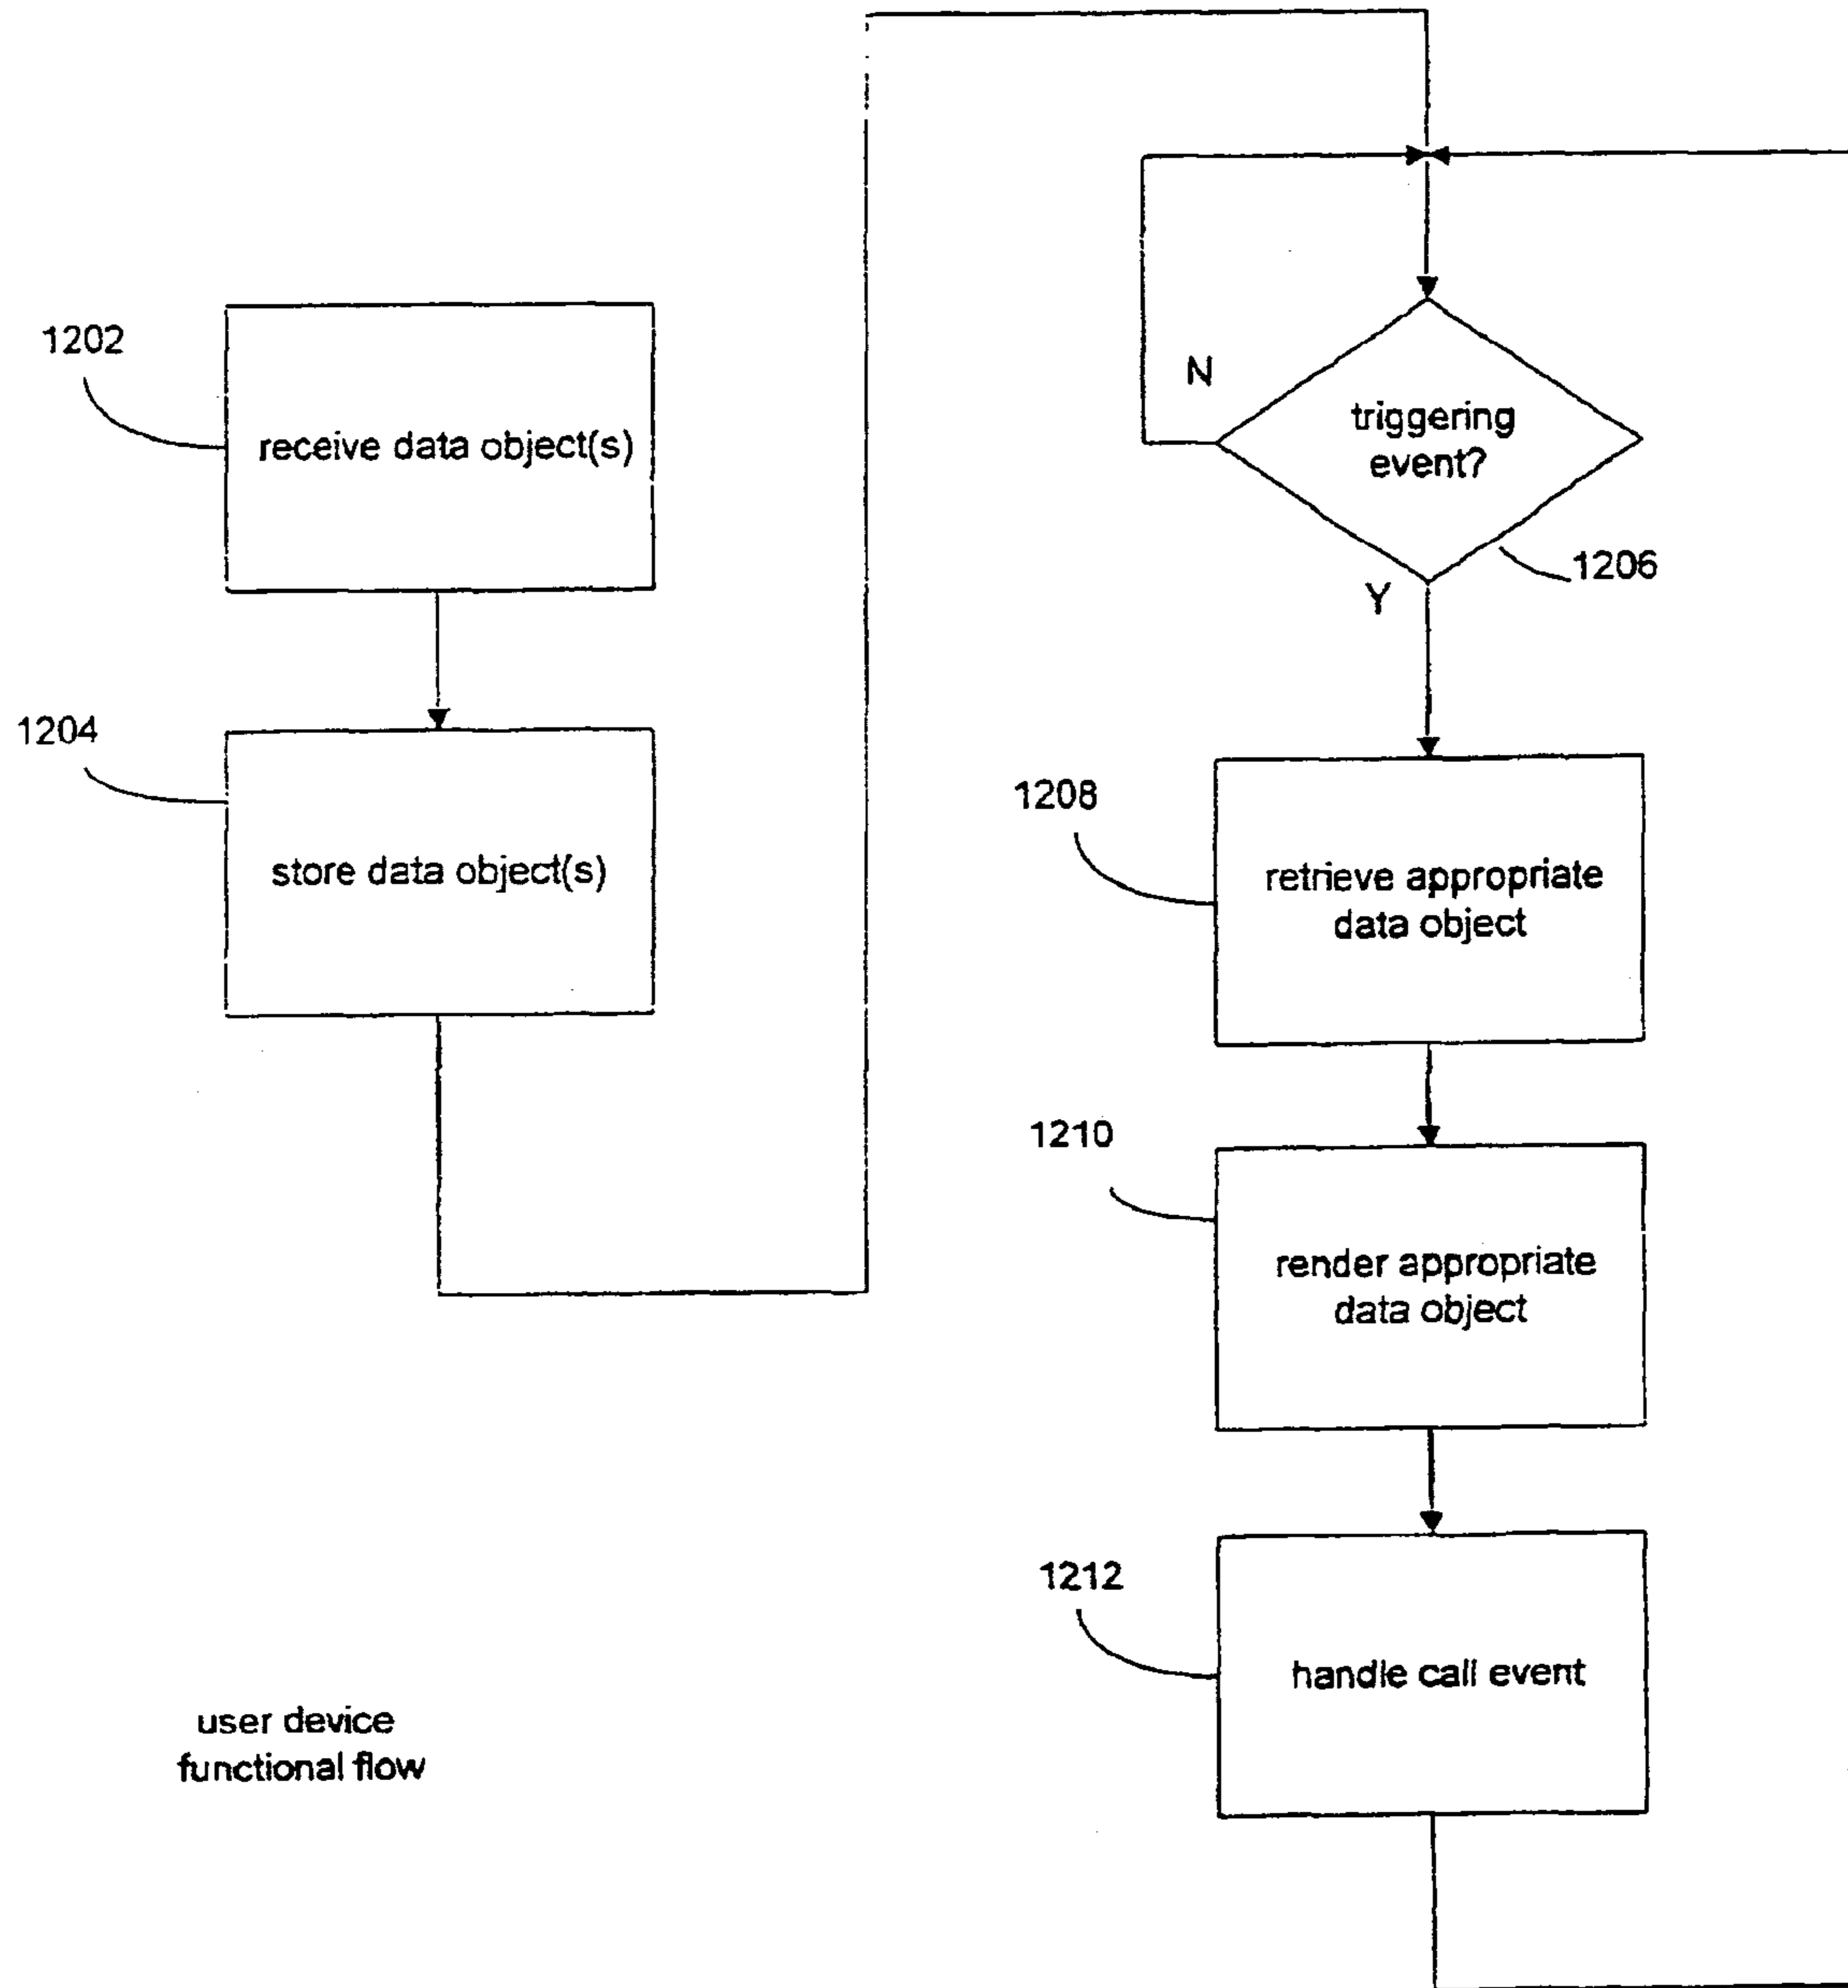 1202
receive data object(s)
1204
store data object(s)
N
triggering
event?
1206
Y
1208
retrieve appropriate
data object
1210
render appropriate
data object
1212
handle call event
user device
functional flow